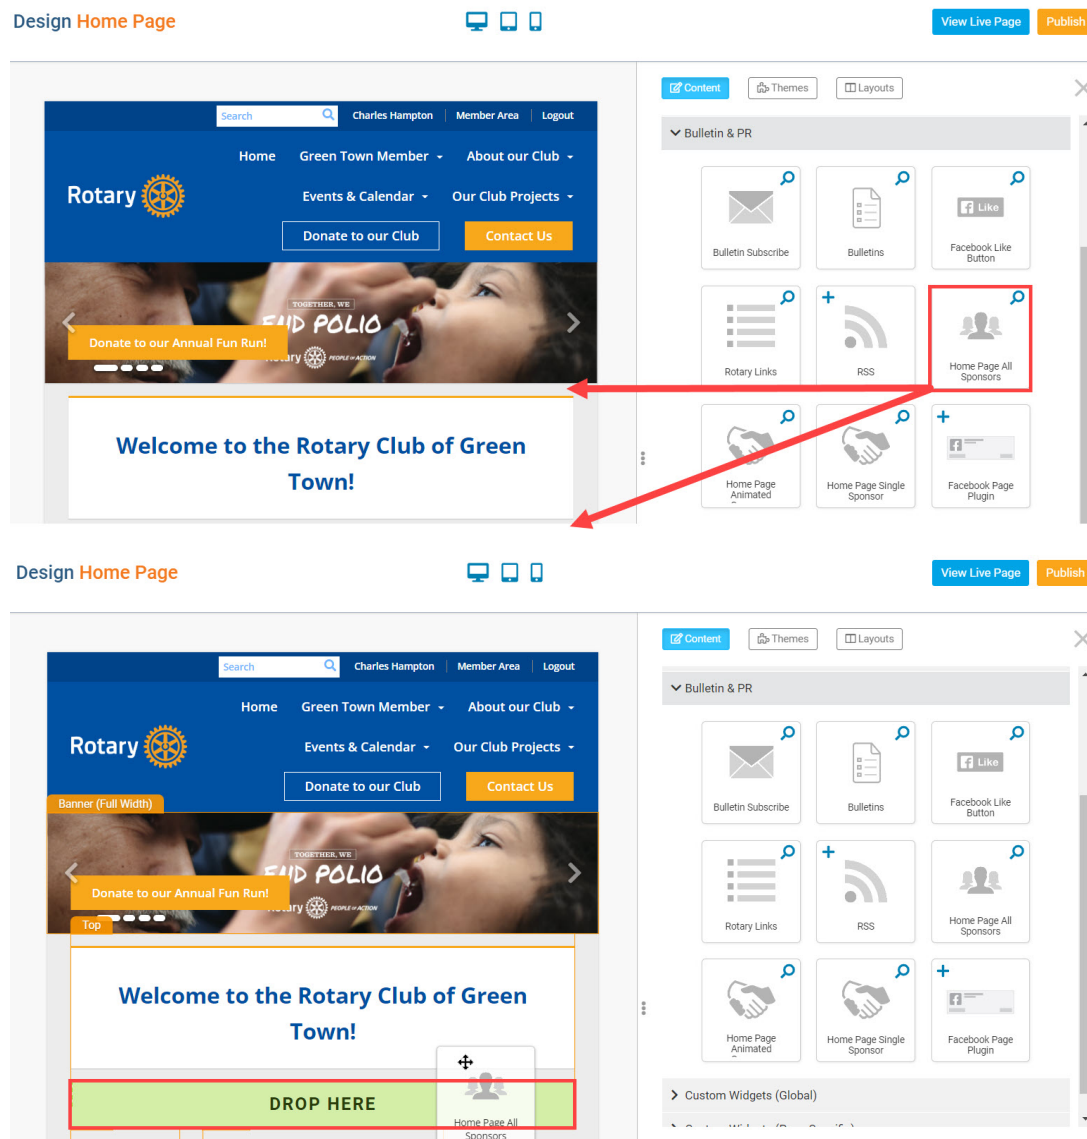 Design Home Page
View Live Page
Publish
Content
Themes
Layouts
Search
Charles Hampton
Member Area
Logout
Home
Green Town Member
About our Club
Rotary
Events & Calendar
Our Club Projects
Donate to our Club
Contact Us
TOGETHER, WE
END POLIO
Rotary
PEOPLE OF ACTION
Donate to our Annual Fun Run!
Welcome to the Rotary Club of Green
Town!
Bulletin & PR
Bulletin Subscribe
Bulletins
Like
Facebook Like
Button
Rotary Links
RSS
Home Page All
Sponsors
Home Page
Animated
Home Page Single
Sponsor
Facebook Page
Plugin
Design Home Page
View Live Page
Publish
Content
Themes
Layouts
Search
Charles Hampton
Member Area
Logout
Home
Green Town Member
About our Club
Rotary
Events & Calendar
Our Club Projects
Donate to our Club
Contact Us
Banner (Full Width)
TOGETHER, WE
END POLIO
PEOPLE OF ACTION
Donate to our Annual Fun Run!
Top
Welcome to the Rotary Club of Green
Town!
DROP HERE
Home Page All
Sponsors
Bulletin & PR
Bulletin Subscribe
Bulletins
Like
Facebook Like
Button
Rotary Links
RSS
Home Page All
Sponsors
Home Page
Animated
Home Page Single
Sponsor
Facebook Page
Plugin
Custom Widgets (Global)